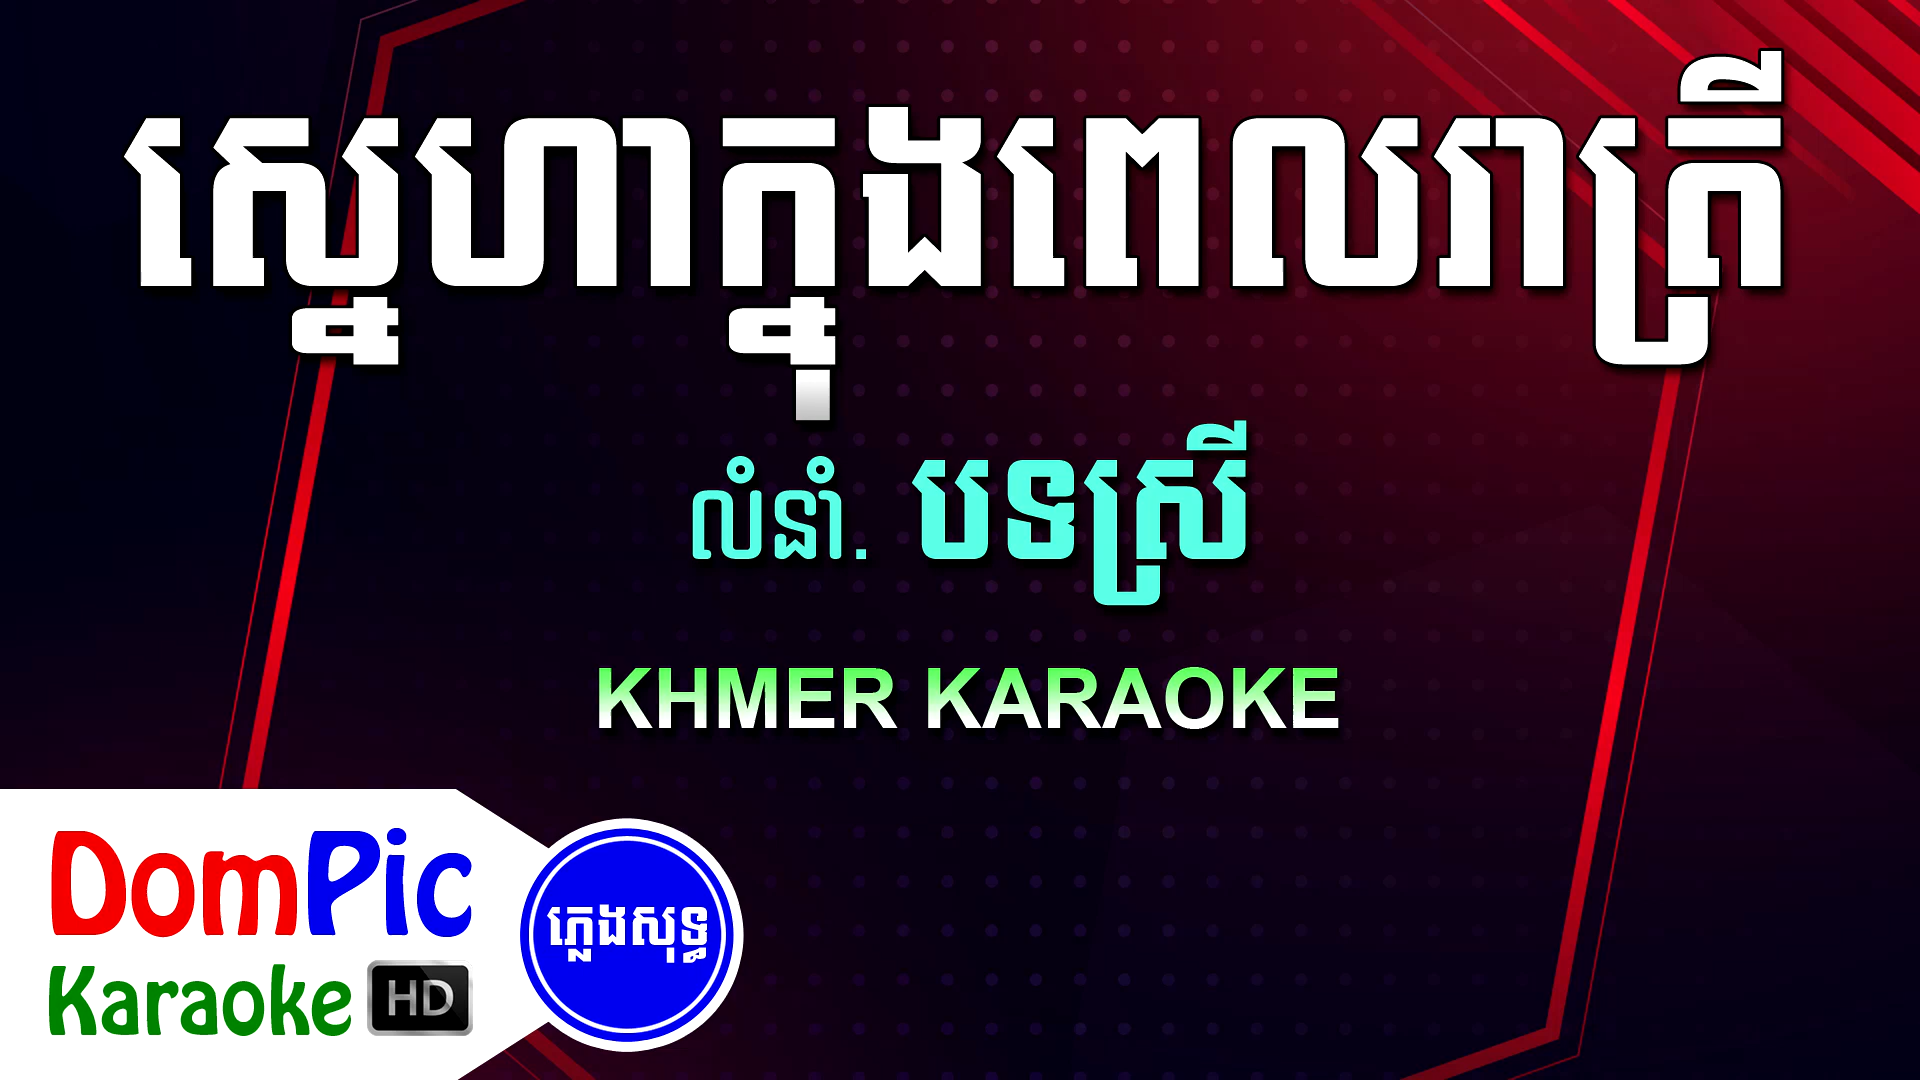 ស្នេហាក្នុងពេលរាត្រី
លំនាំ. បទស្រី
KHMER KARAOKE
DomPic
Karaoke HD
ភ្លេងសុទ្ធ